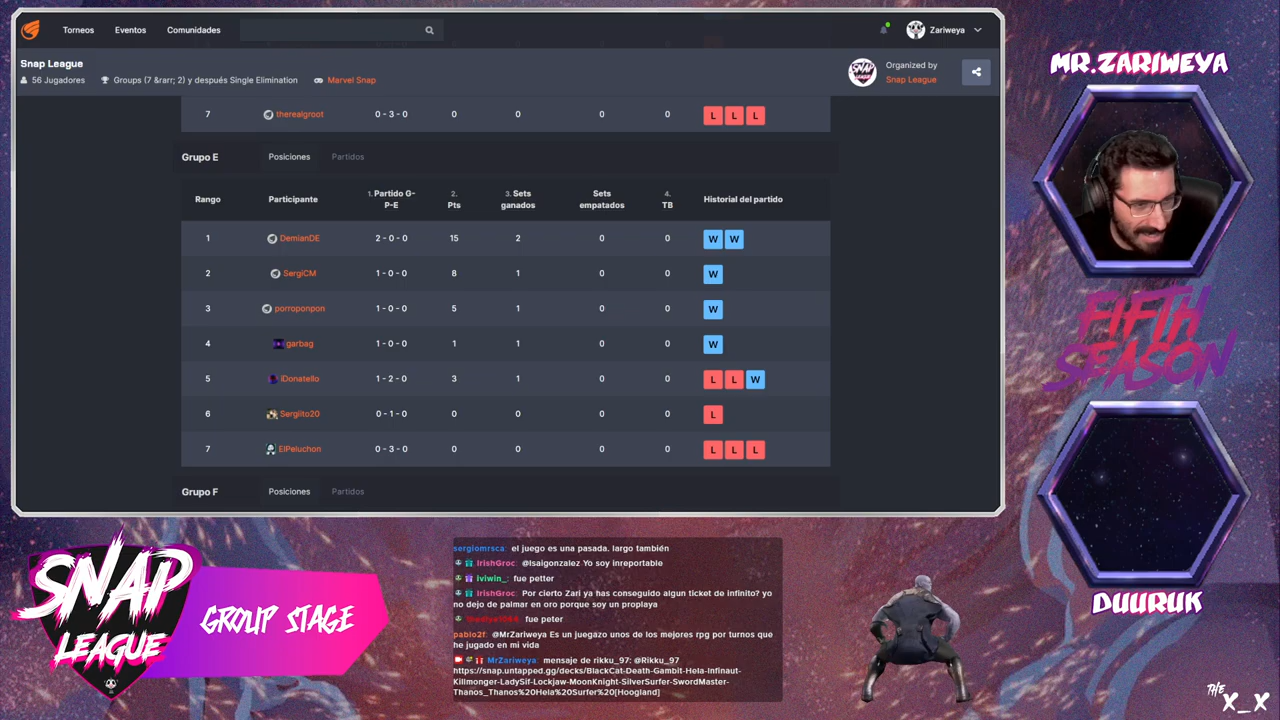 Torneos Eventos Comunidades Zariweya
Snap League
56 Jugadores Groups (7 &rarr; 2) y después Single Elimination Marvel Snap
Organized by
Snap League
7 therealgroot 0 - 3 - 0 0 0 0 0 L L L
Grupo E Posiciones Partidos
Rango Participante 1. Partido G-P-E 2. Pts 3. Sets ganados Sets empatados 4. TB Historial del partido
1 DemianDE 2 - 0 - 0 15 2 0 0 W W
2 SergiCM 1 - 0 - 0 8 1 0 0 W
3 porroponpon 1 - 0 - 0 5 1 0 0 W
4 garbag 1 - 0 - 0 1 1 0 0 W
5 IDonatello 1 - 2 - 0 3 1 0 0 L L W
6 Sergiito20 0 - 1 - 0 0 0 0 0 L
7 ElPeluchon 0 - 3 - 0 0 0 0 0 L L L
Grupo F Posiciones Partidos
MR.ZARIWEYA
FIFTH
SEASON
DUURUK
SNAP
LEAGUE
GROUP STAGE
sergiomrsca: el juego es una pasada. largo también
IrishGroc: @Isaigonzalez Yo soy inreportable
iviwin_: fue petter
IrishGroc: Por cierto Zari ya has conseguido algun ticket de infinito? yo
no dejo de palmar en oro porque soy un proplaya
fue peter
pablo2f: @MrZariweya Es un juegazo unos de los mejores rpg por turnos que
he jugado en mi vida
MrZariweya: mensaje de rikku_97: @Rikku_97
https://snap.untapped.gg/decks/BlackCat-Death-Gambit-Hela-Infinaut-
Killmonger-LadySif-Lockjaw-MoonKnight-SilverSurfer-SwordMaster-
Thanos_Thanos%20Hela%20Surfer%20[Hoogland]
THE
X_X